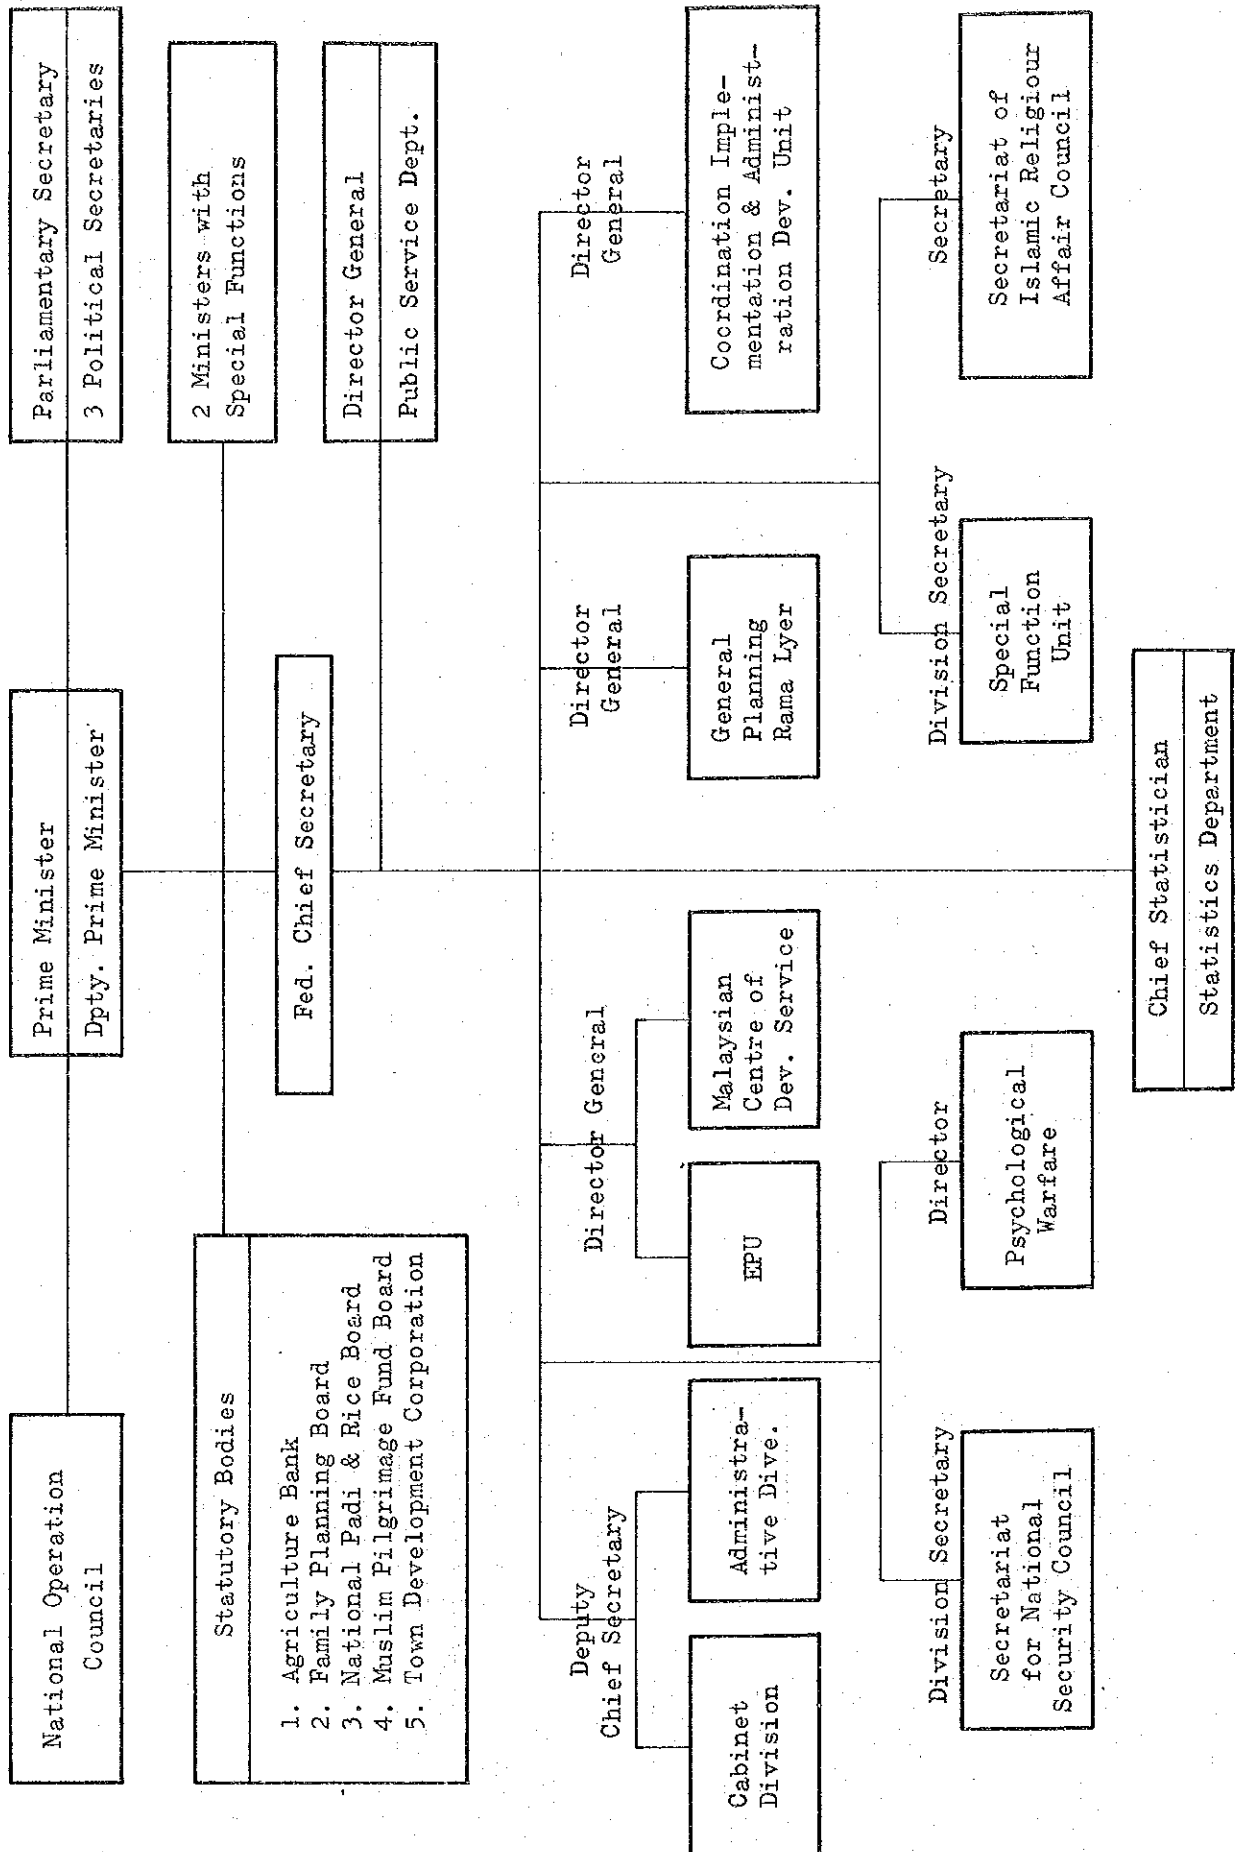 National Operation
Council
Prime Minister
Dpty. Prime Minister
Parliamentary Secretary
3 Political Secretaries
Statutory Bodies
1. Agriculture Bank
2. Family Planning Board
3. National Padi & Rice Board
4. Muslim Pilgrimage Fund Board
5. Town Development Corporation
2 Ministers with
Special Functions
Fed. Chief Secretary
Director General
Public Service Dept.
Deputy
Chief Secretary
Cabinet
Division
Administra-
tive Dive.
Director General
EPU
Malaysian
Centre of
Dev. Service
Director
General
General
Planning
Rama Lyer
Director
General
Cocrdination Imple-
mentation & Administ-
ration Dev. Unit
Division Secretary
Secretariat
for National
Security Council
Director
Psychological
Warfare
Division Secretary
Special
Function
Unit
Secretary
Secretariat of
Islamic Religiour
Affair Council
Chief Statistician
Statistics Department